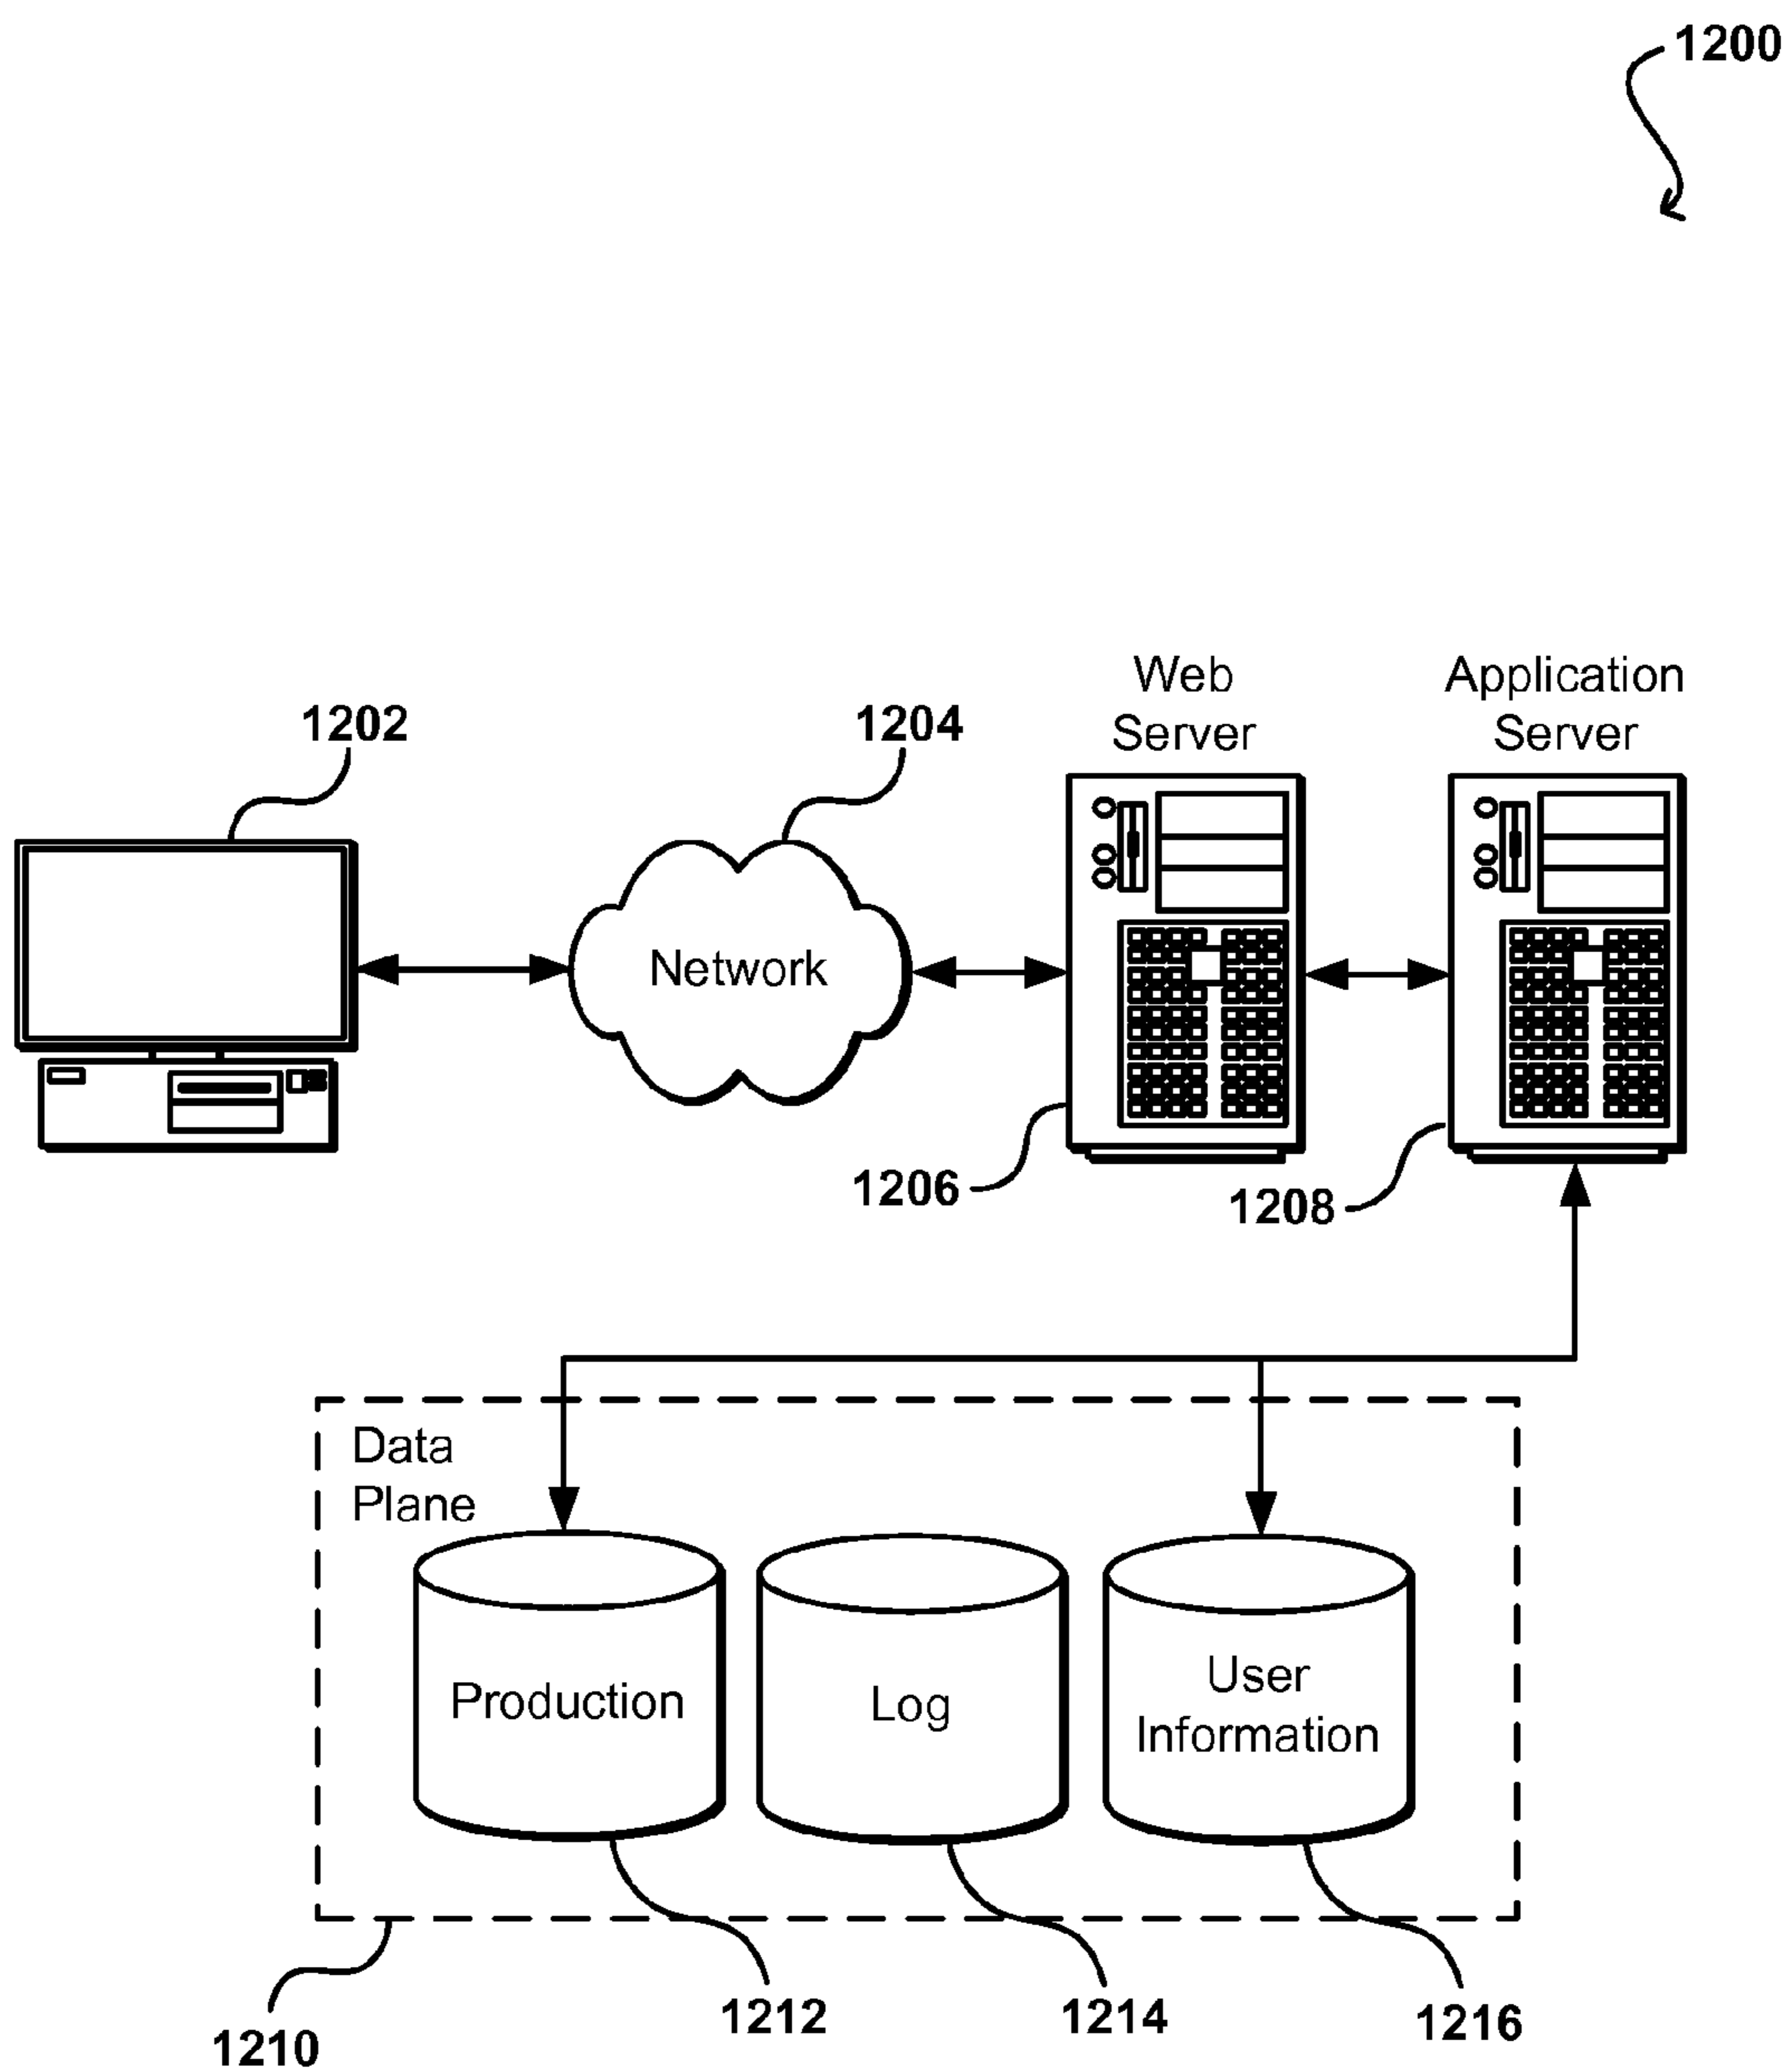 1200
Web
Server
Application
Server
1202
1204
Network
1206
1208
Data
Plane
Production
Log
User
Information
1210
1212
1214
1216